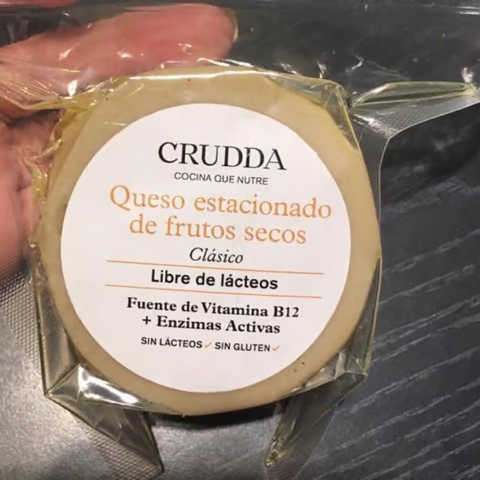 CRUDDA
COCINA QUE NUTRE
Queso estacionado
de frutos secos
Clásico
Libre de lácteos
Fuente de Vitamina B12
+ Enzimas Activas
SIN LÁCTEOS ✓ SIN GLUTEN ✓